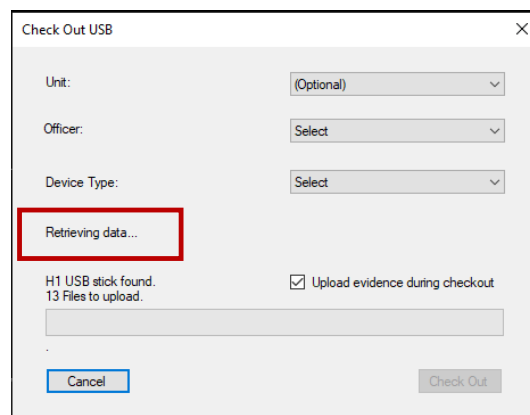 Check Out USB
Unit:
(Optional)
Officer:
Select
Device Type:
Select
Retrieving data...
H1 USB stick found.
13 Files to upload.
Upload evidence during checkout
.
Cancel
Check Out